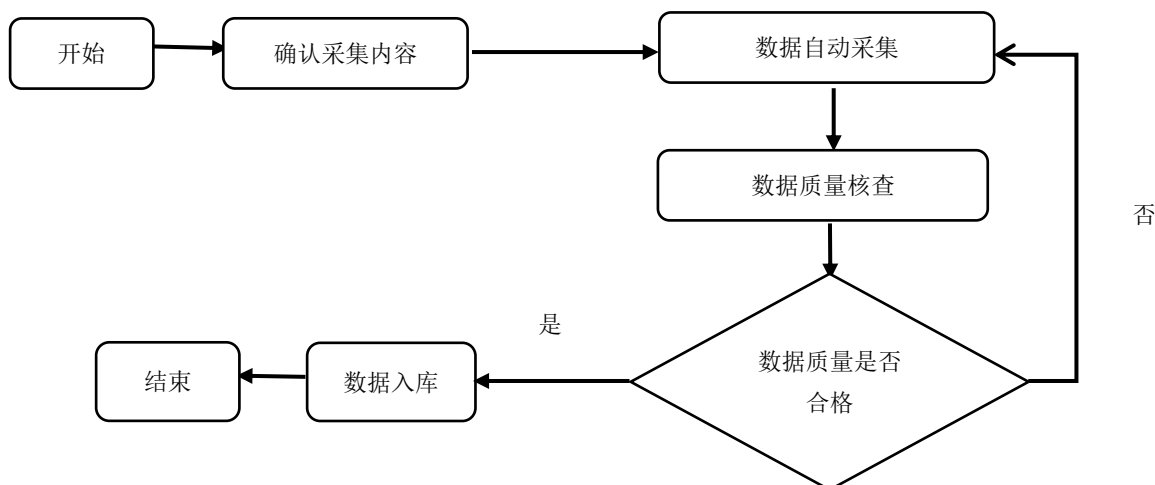 开始
确认采集内容
数据自动采集
数据质量核查
否
是
数据质量是否
合格
数据入库
结束